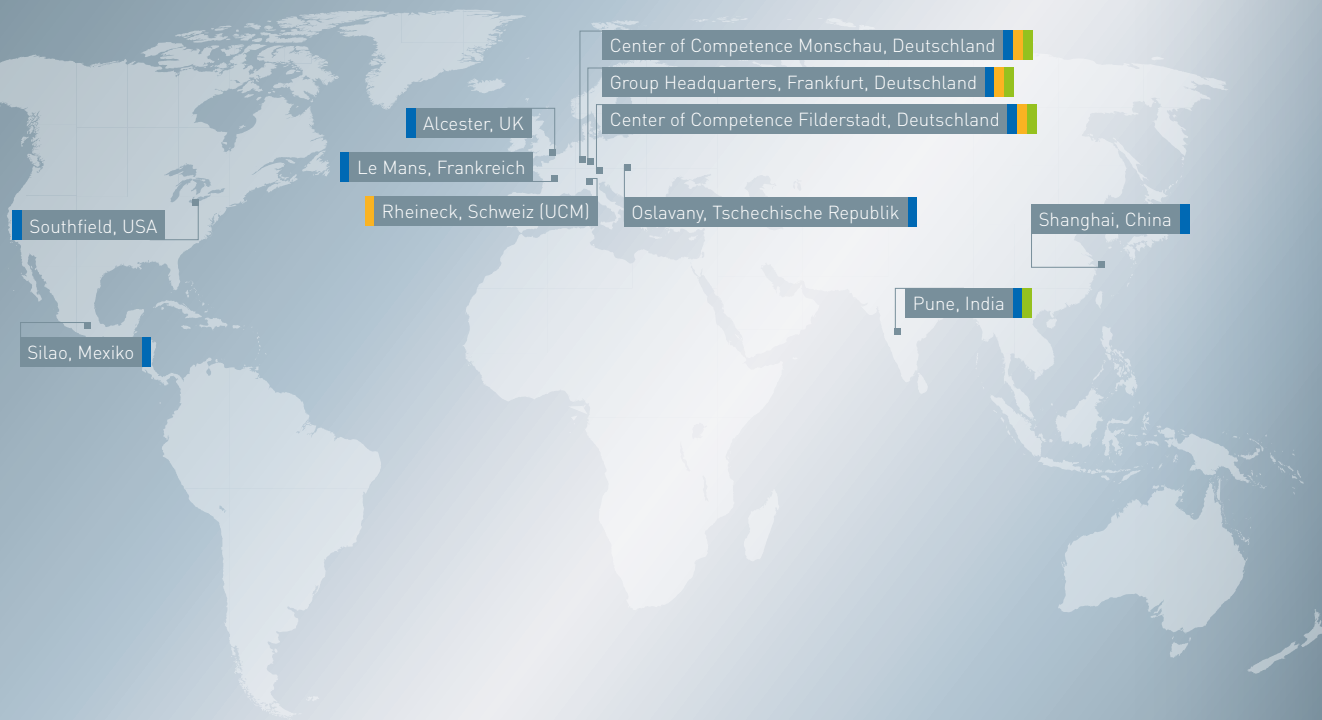 Center of Competence Monschau, Deutschland
Group Headquarters, Frankfurt, Deutschland
Center of Competence Filderstadt, Deutschland
Alcester, UK
Le Mans, Frankreich
Rheineck, Schweiz (UCM)
Oslavany, Tschechische Republik
Shanghai, China
Southfield, USA
Pune, India
Silao, Mexiko